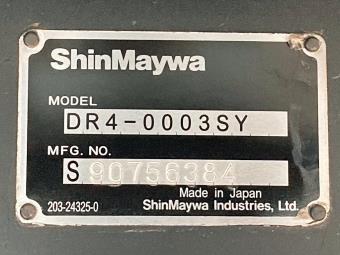 ShinMaywa
MODEL
DR4-0003SY
MFG. NO.
S 90756384
Made in Japan
203-24325-0 ShinMaywa Industries, Ltd.